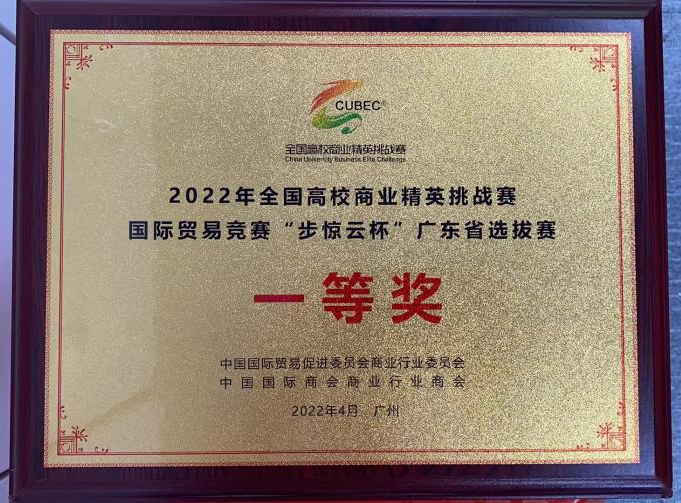 CUBEC®
全国高校商业精英挑战赛
China University Business Elite Challenge
2022年全国高校商业精英挑战赛
国际贸易竞赛“步惊云杯”广东省选拔赛
一等奖
中国国际贸易促进委员会商业行业委员会
中国国际商会商业行业商会
2022年4月 广州